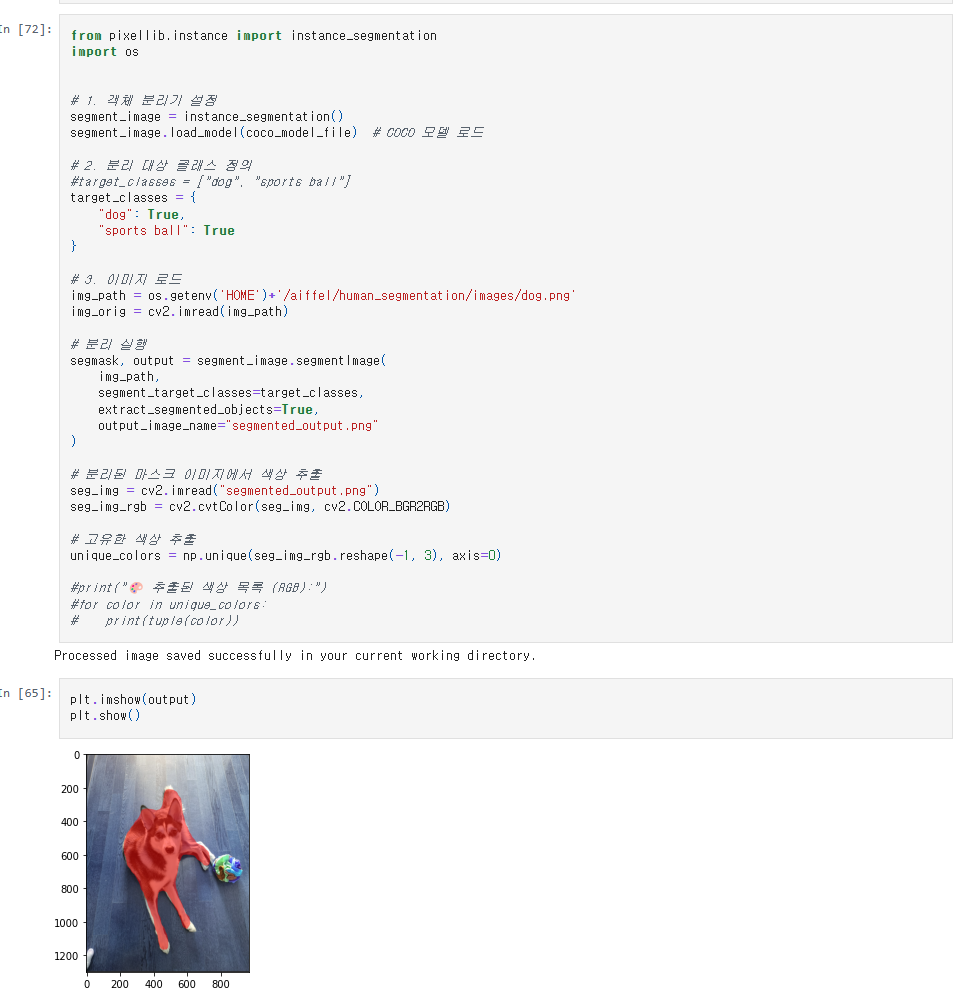 In [72]:
from pixellib.instance import instance_segmentation
import os
# 1. 객체 분리기 설정
segment_image = instance_segmentation()
segment_image.load_model(coco_model_file)  # COCO 모델 로드
# 2. 분리 대상 클래스 정의
#target_classes = ["dog", "sports ball"]
target_classes = {
    "dog": True,
    "sports ball": True
}
# 3. 이미지 로드
img_path = os.getenv('HOME')+'/aiffel/human_segmentation/images/dog.png'
img_orig = cv2.imread(img_path)
# 분리 실행
segmask, output = segment_image.segmentImage(
    img_path,
    segment_target_classes=target_classes,
    extract_segmented_objects=True,
    output_image_name="segmented_output.png"
)
# 분리된 마스크 이미지에서 색상 추출
seg_img = cv2.imread("segmented_output.png")
seg_img_rgb = cv2.cvtColor(seg_img, cv2.COLOR_BGR2RGB)
# 고유한 색상 추출
unique_colors = np.unique(seg_img_rgb.reshape(-1, 3), axis=0)
#print("🎨 추출된 색상 목록 (RGB):")
#for color in unique_colors:
#    print(tuple(color))
Processed image saved successfully in your current working directory.
In [65]:
plt.imshow(output)
plt.show()
0
200
400
600
800
1000
1200
0 200 400 600 800